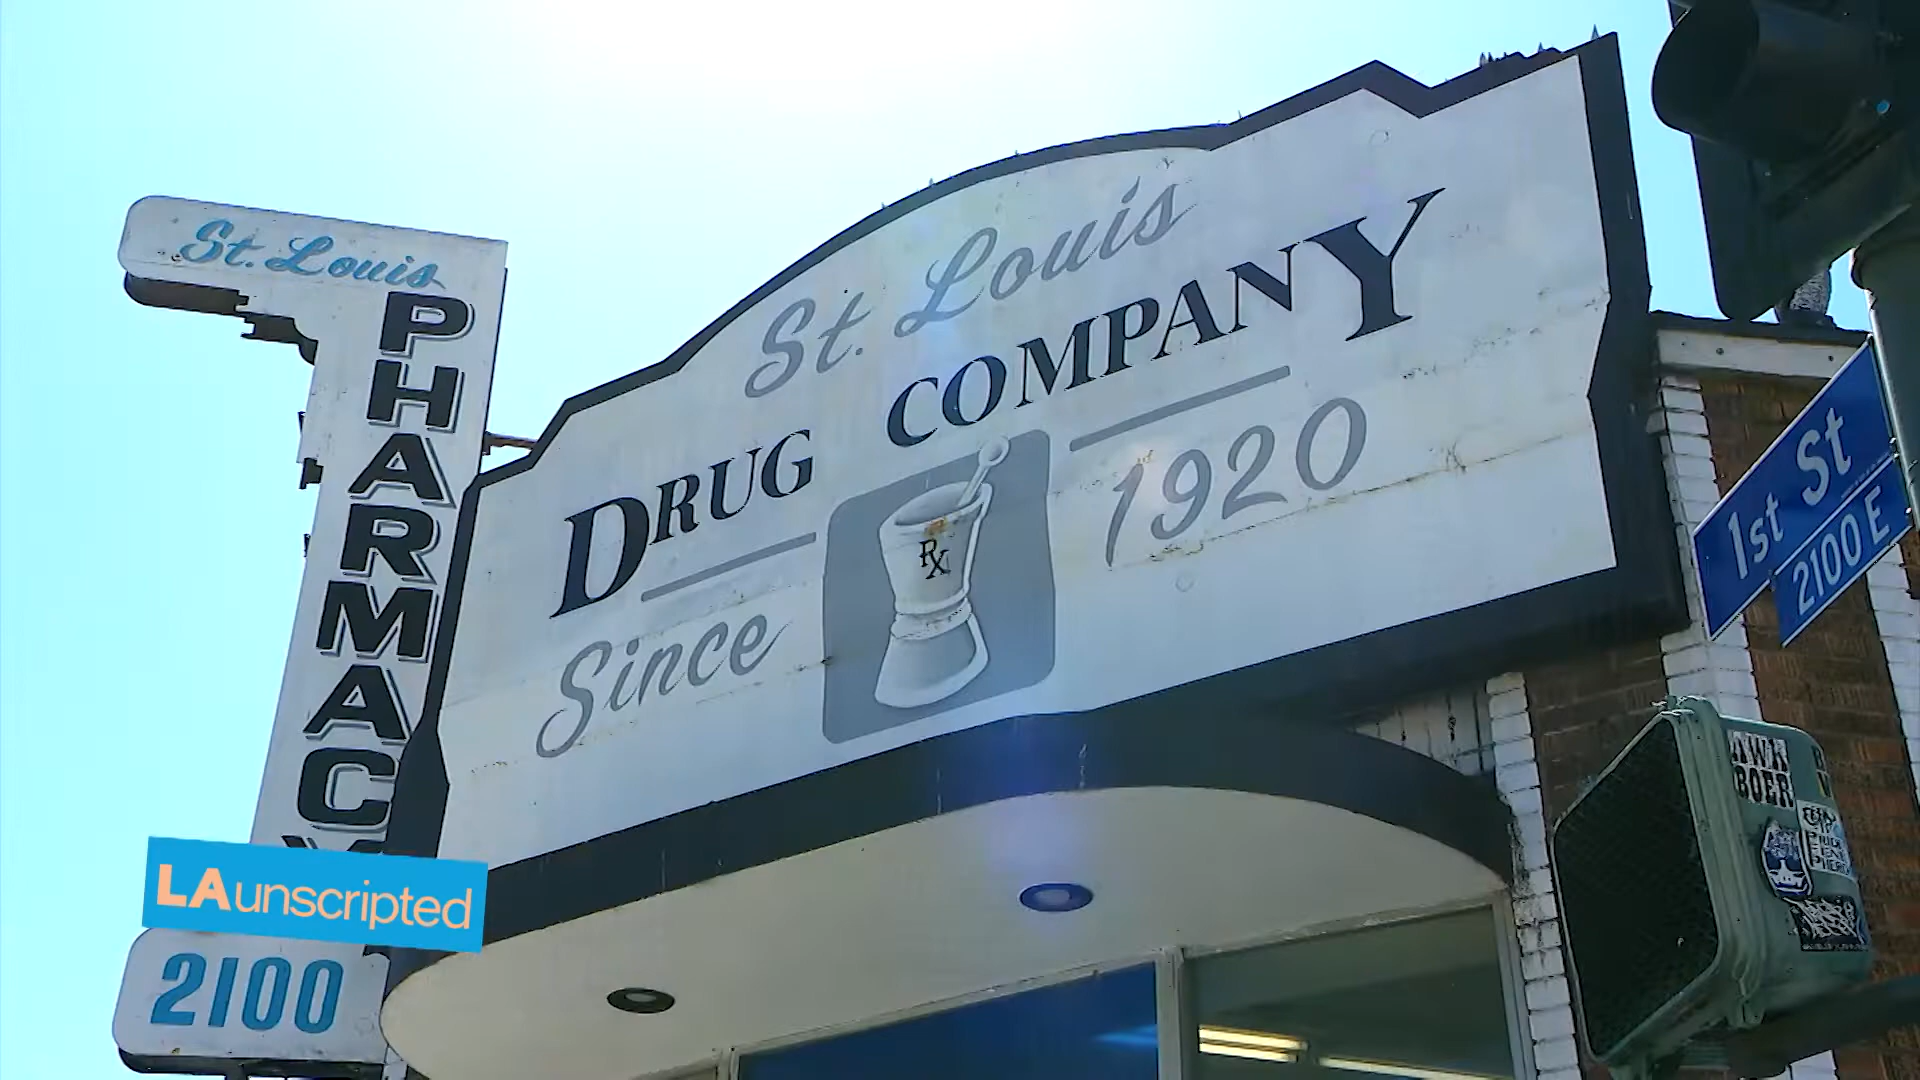 St. Louis
PHARMACY
LAunscripted
2100
St. Louis
DRUG COMPANY
Since 1920
RX
1st St
2100 E